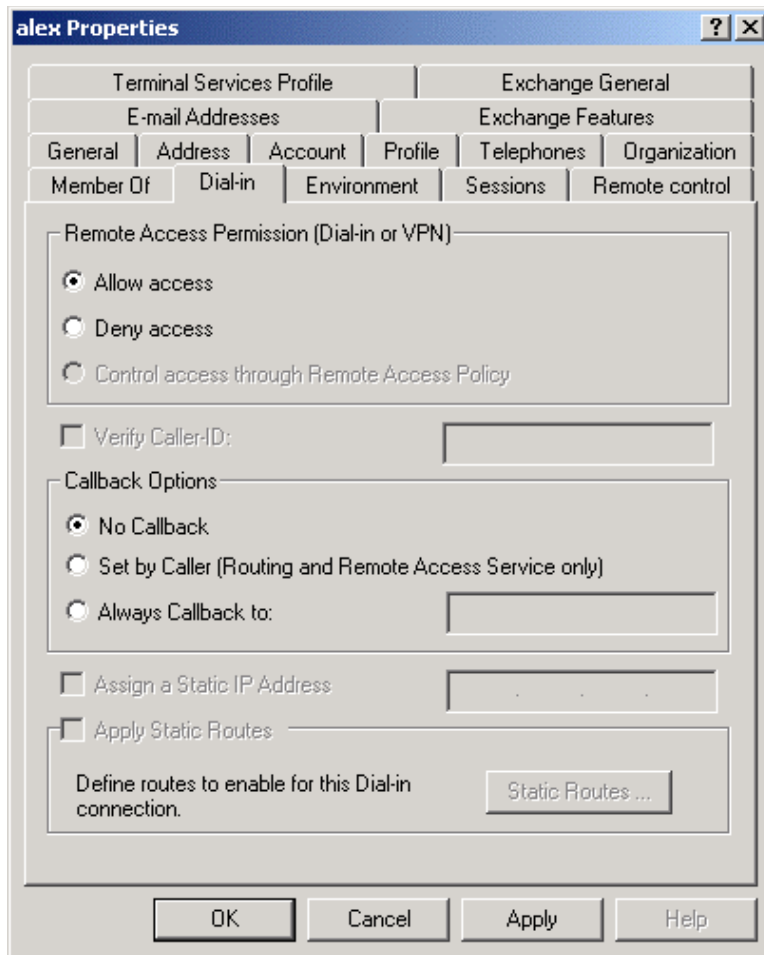 alex Properties
Terminal Services Profile Exchange General
E-mail Addresses Exchange Features
General Address Account Profile Telephones Organization
Member Of Dial-in Environment Sessions Remote control
Remote Access Permission (Dial-in or VPN)
Allow access
Deny access
Control access through Remote Access Policy
Verify Caller-ID:
Callback Options
No Callback
Set by Caller (Routing and Remote Access Service only)
Always Callback to:
Assign a Static IP Address
Apply Static Routes
Define routes to enable for this Dial-in
connection.
Static Routes ...
OK Cancel Apply Help